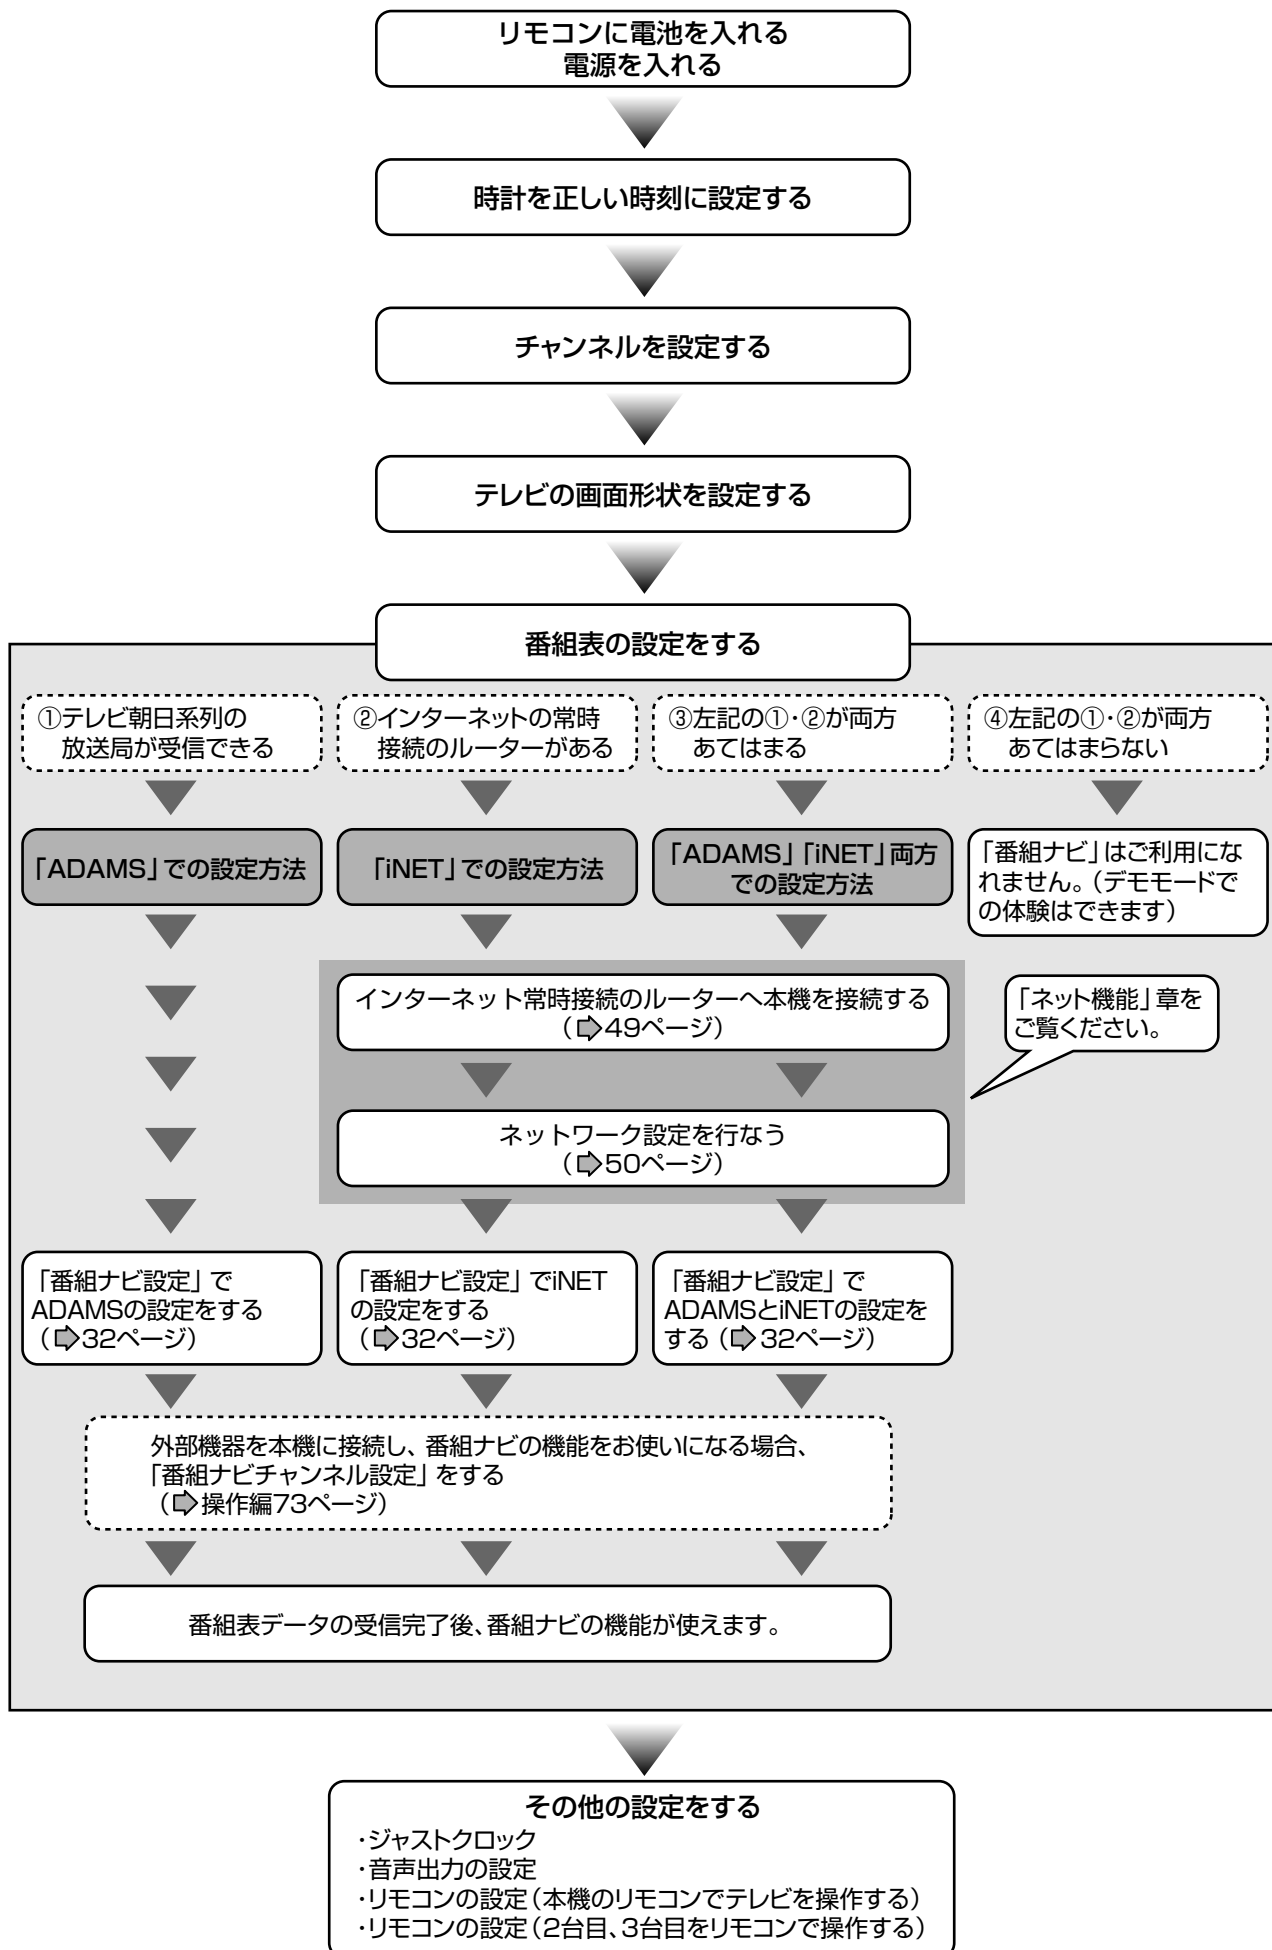 リモコンに電池を入れる
電源を入れる
時計を正しい時刻に設定する
チャンネルを設定する
テレビの画面形状を設定する
番組表の設定をする
①テレビ朝日系列の
放送局が受信できる
②インターネットの常時
接続のルーターがある
③左記の①・②が両方
あてはまる
④左記の①・②が両方
あてはまらない
「ADAMS」での設定方法
「iNET」での設定方法
「ADAMS」「iNET」両方
での設定方法
「番組ナビ」はご利用にな
れません。（デモモードで
の体験はできます）
インターネット常時接続のルーターへ本機を接続する
（⇨49ページ）
「ネット機能」章を
ご覧ください。
ネットワーク設定を行なう
（⇨50ページ）
「番組ナビ設定」で
ADAMSの設定をする
（⇨32ページ）
「番組ナビ設定」でiNET
の設定をする
（⇨32ページ）
「番組ナビ設定」で
ADAMSとiNETの設定を
する（⇨32ページ）
外部機器を本機に接続し、番組ナビの機能をお使いになる場合、
「番組ナビチャンネル設定」をする
（⇨操作編73ページ）
番組表データの受信完了後、番組ナビの機能が使えます。
その他の設定をする
・ジャストクロック
・音声出力の設定
・リモコンの設定（本機のリモコンでテレビを操作する）
・リモコンの設定（2台目、3台目をリモコンで操作する）